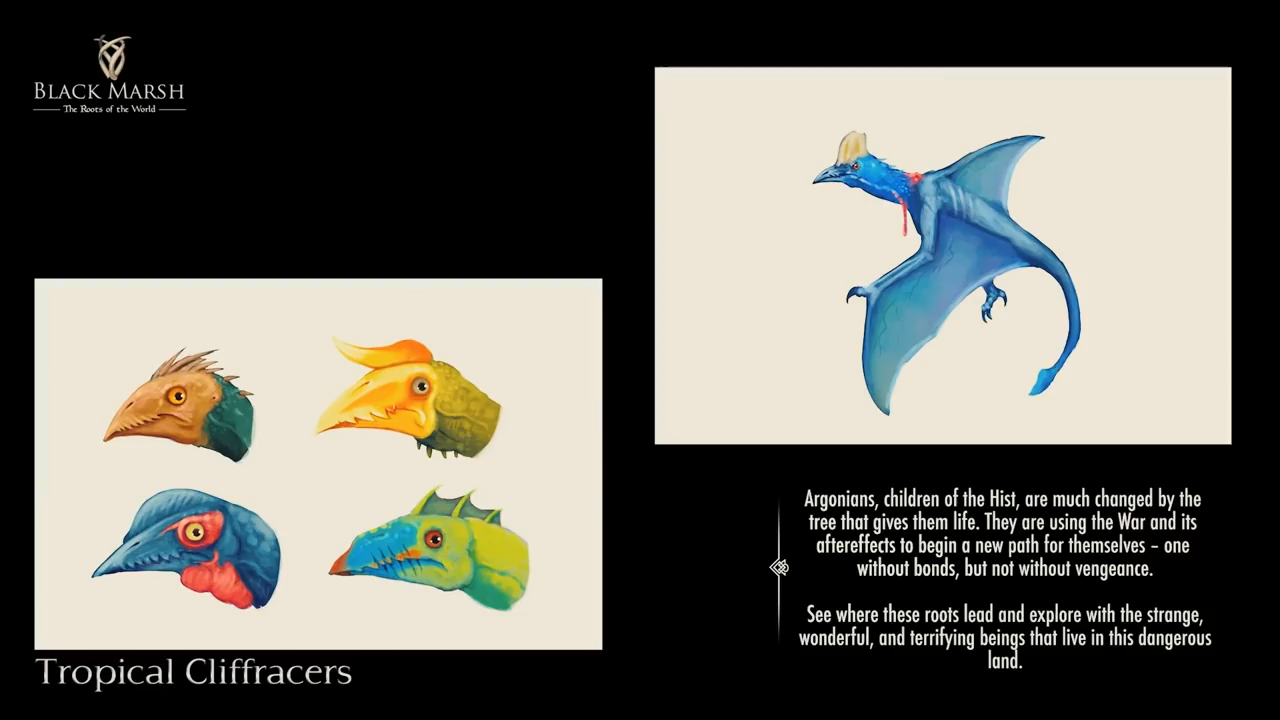 BLACK MARSH
The Roots of the World
Argonians, children of the Hist, are much changed by the
tree that gives them life. They are using the War and its
aftereffects to begin a new path for themselves – one
without bonds, but not without vengeance.
See where these roots lead and explore with the strange,
wonderful, and terrifying beings that live in this dangerous
land.
Tropical Cliffracers